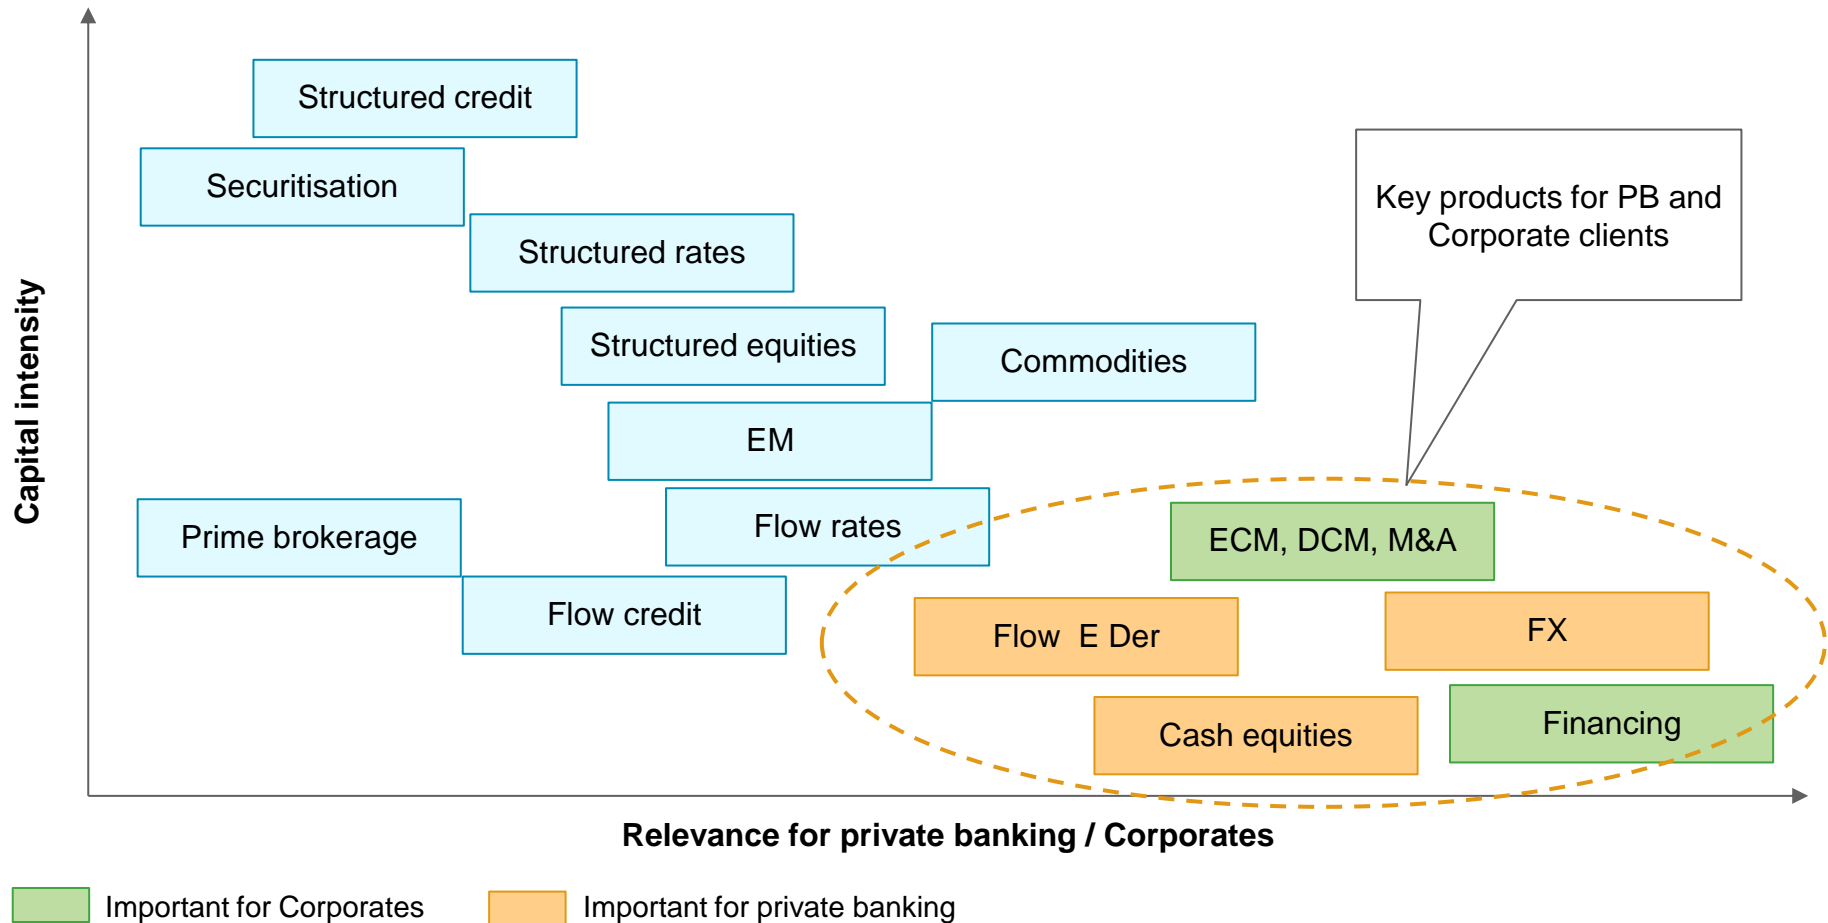 Structured credit
Securitisation
Key products for PB and
Corporate clients
Structured rates
Structured equities
Commodities
Capital intensity
EM
Prime brokerage
Flow rates
ECM, DCM, M&A
Flow credit
Flow  E Der
FX
Cash equities
Financing
Relevance for private banking / Corporates
Important for Corporates
Important for private banking